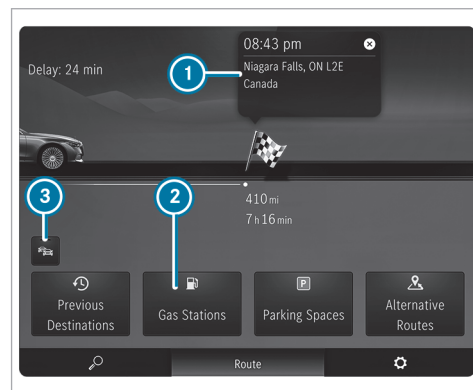 08:43 pm
Delay: 24 min
1
Niagara Falls, ON L2E
Canada
3
2
410 mi
7 h 16 min
P
Previous
Destinations
Gas Stations
Parking Spaces
Alternative
Routes
Route